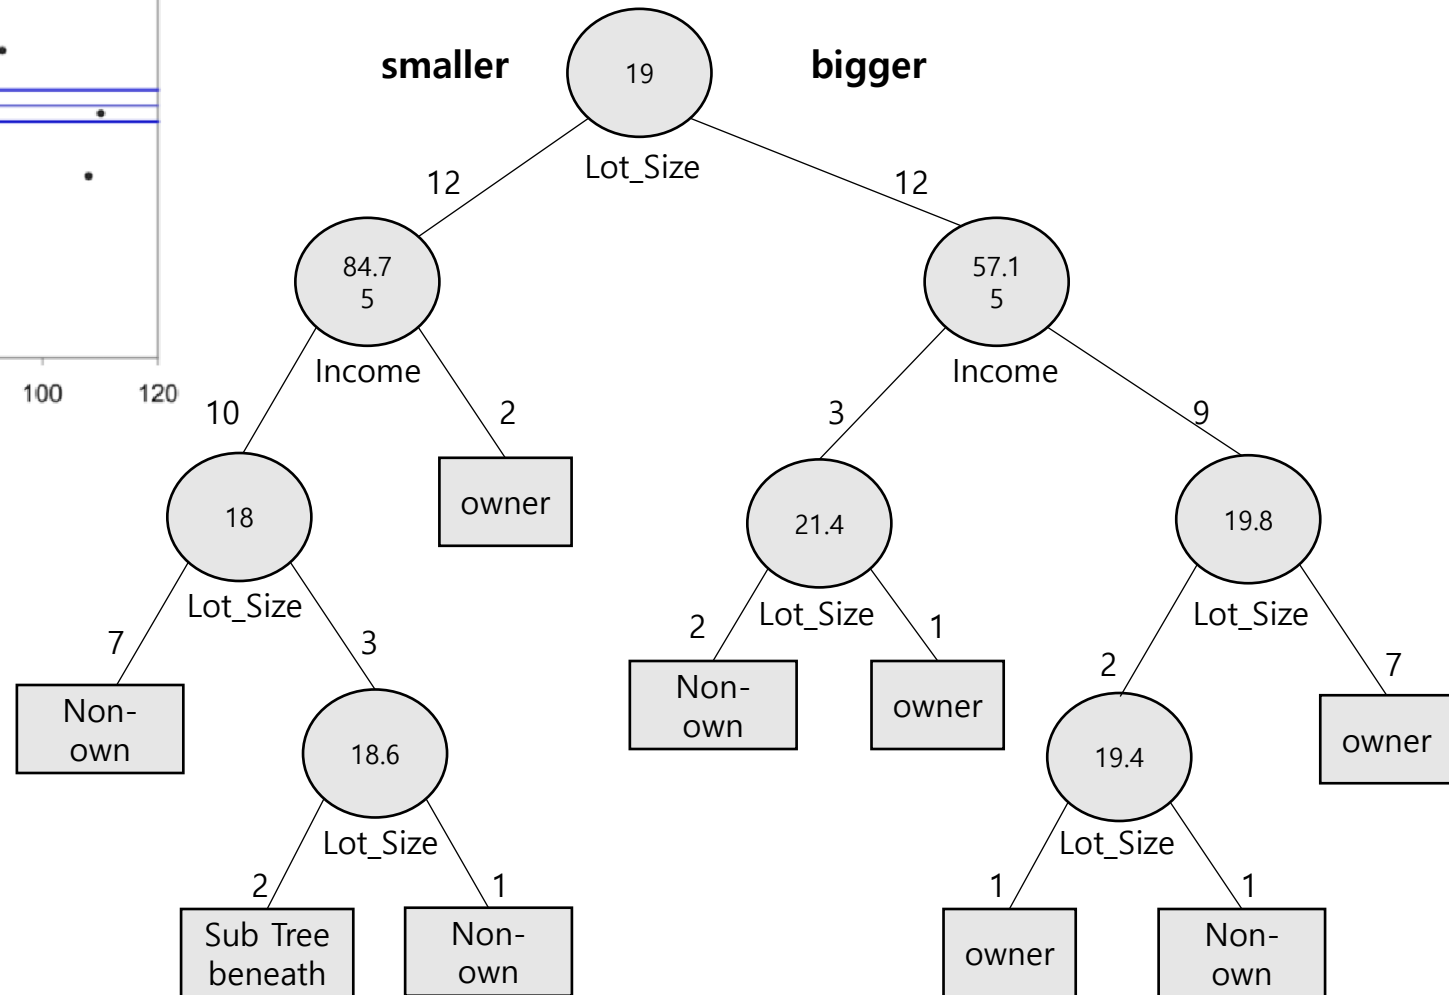 smaller
19
bigger
Lot_Size
12
12
84.7
5
57.1
5
Income
Income
100
120
10
2
3
9
owner
18
21.4
19.8
Lot_Size
Lot_Size
Lot_Size
7
3
2
1
2
7
Non-
own
Non-
own
owner
owner
18.6
19.4
Lot_Size
Lot_Size
2
1
1
1
Sub Tree
beneath
Non-
own
owner
Non-
own